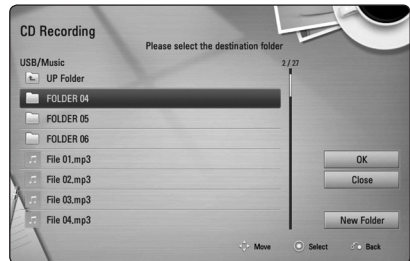 CD Recording
Please select the destination folder
USB/Music
2 / 27
UP Folder
FOLDER 04
FOLDER 05
FOLDER 06
File 01.mp3
File 02.mp3
File 03.mp3
File 04.mp3
OK
Close
New Folder
Move
Select
Back